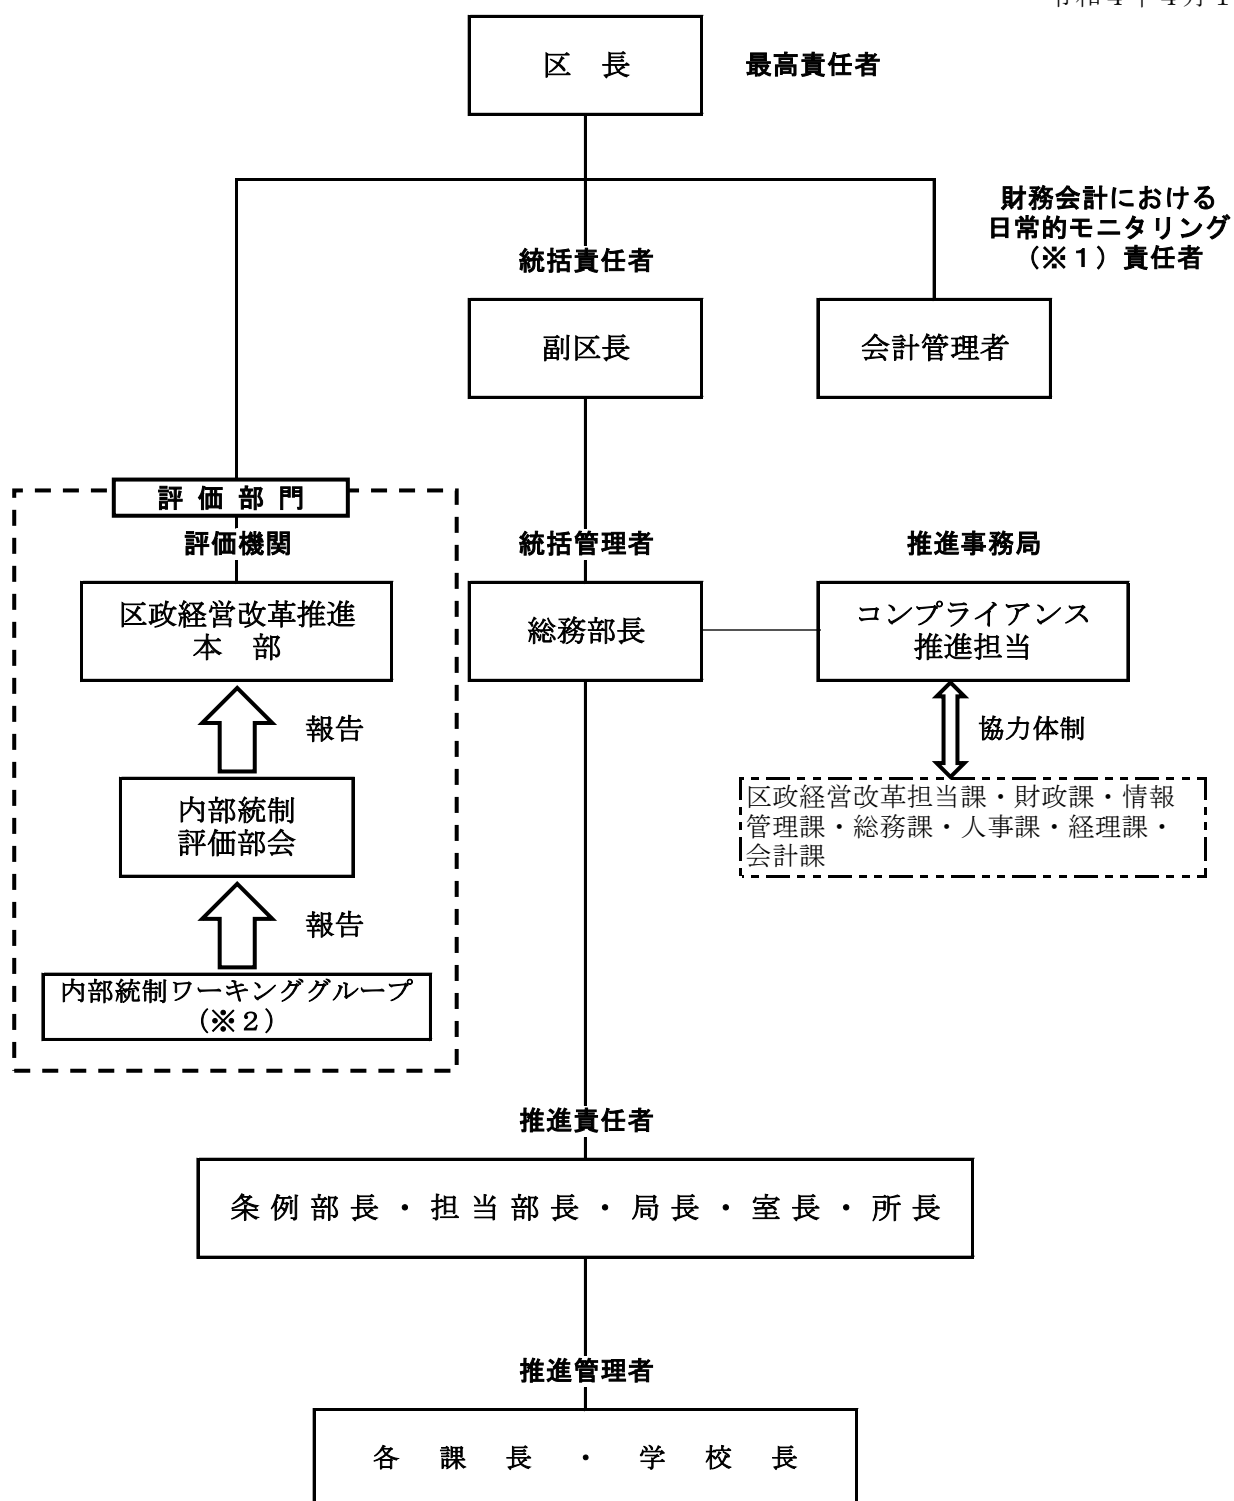 区　長
最高責任者
財務会計における
日常的モニタリング
（※１）責任者
統括責任者
副区長
会計管理者
評 価 部 門
評価機関
統括管理者
推進事務局
区政経営改革推進
本　部
総務部長
コンプライアンス
推進担当
報告
協力体制
内部統制
評価部会
区政経営改革担当課・財政課・情報
管理課・総務課・人事課・経理課・
会計課
報告
内部統制ワーキンググループ
（※２）
推進責任者
条例部長・担当部長・局長・室長・所長
推進管理者
各　課　長　・　学　校　長